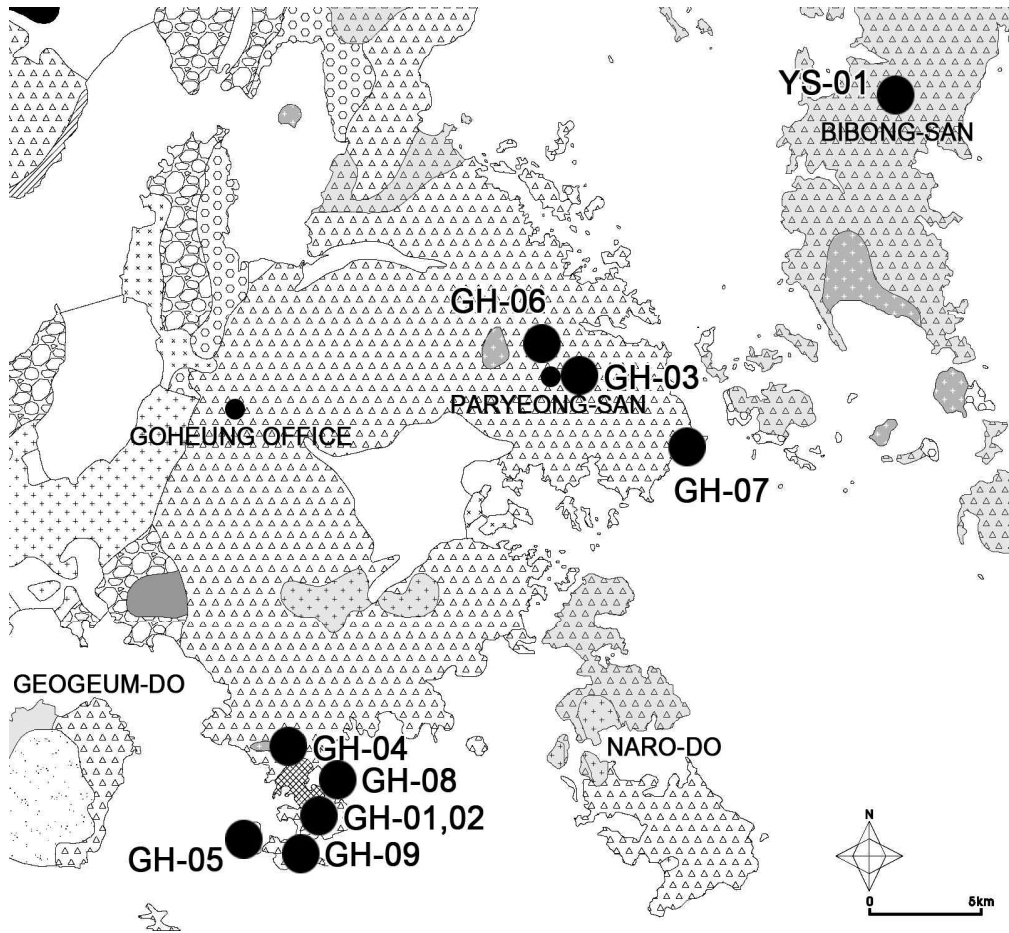 YS-01
BIBONG-SAN
GH-06
GH-03
PARYEONG-SAN
GOHEUNG OFFICE
GH-07
GEOGEUM-DO
GH-04
NARO-DO
GH-08
GH-01,02
GH-05
GH-09
N
0 5km